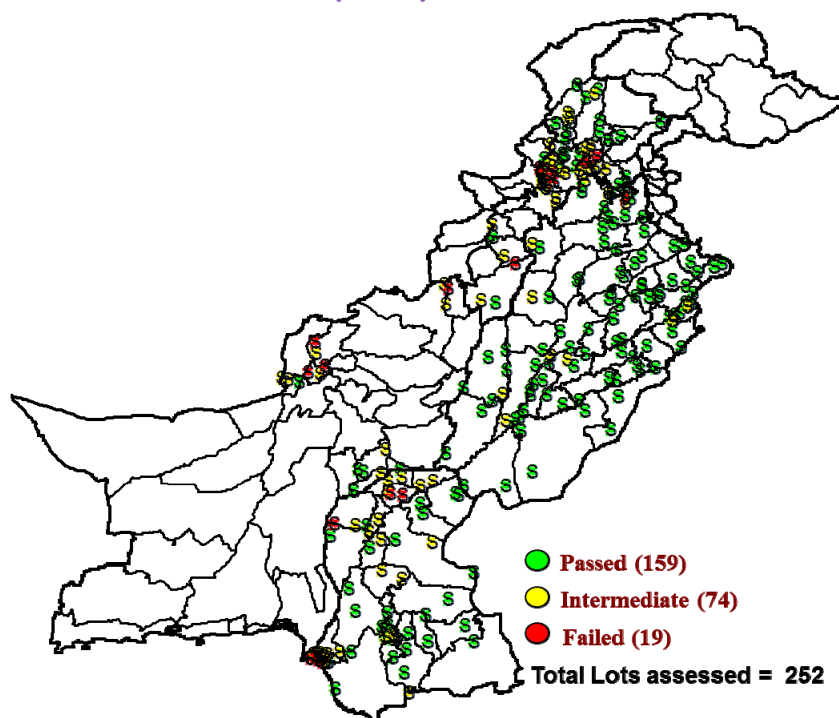 Passed (159)
Intermediate (74)
Failed (19)
Total Lots assessed = 252